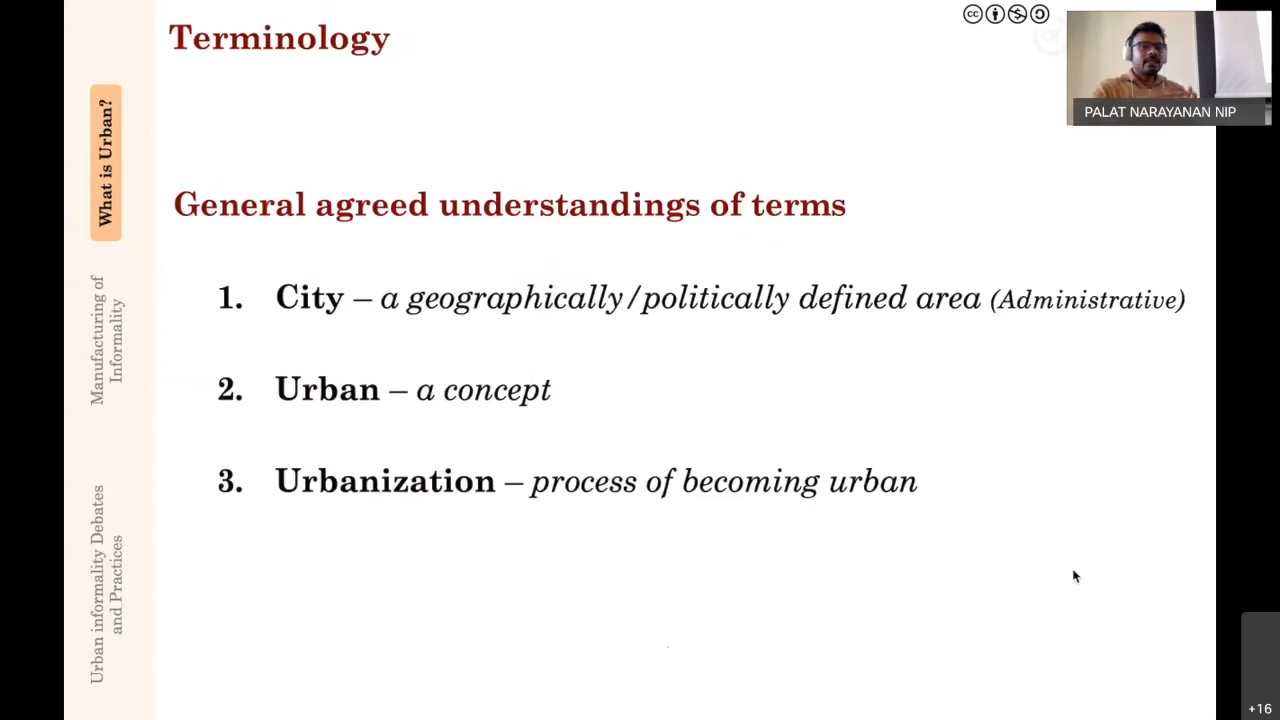 Terminology
PALAT NARAYANAN NIP
What is Urban?
Manufacturing of
Informality
Urban informality Debates
and Practices
General agreed understandings of terms
1. City – a geographically/politically defined area (Administrative)
2. Urban – a concept
3. Urbanization – process of becoming urban
+16